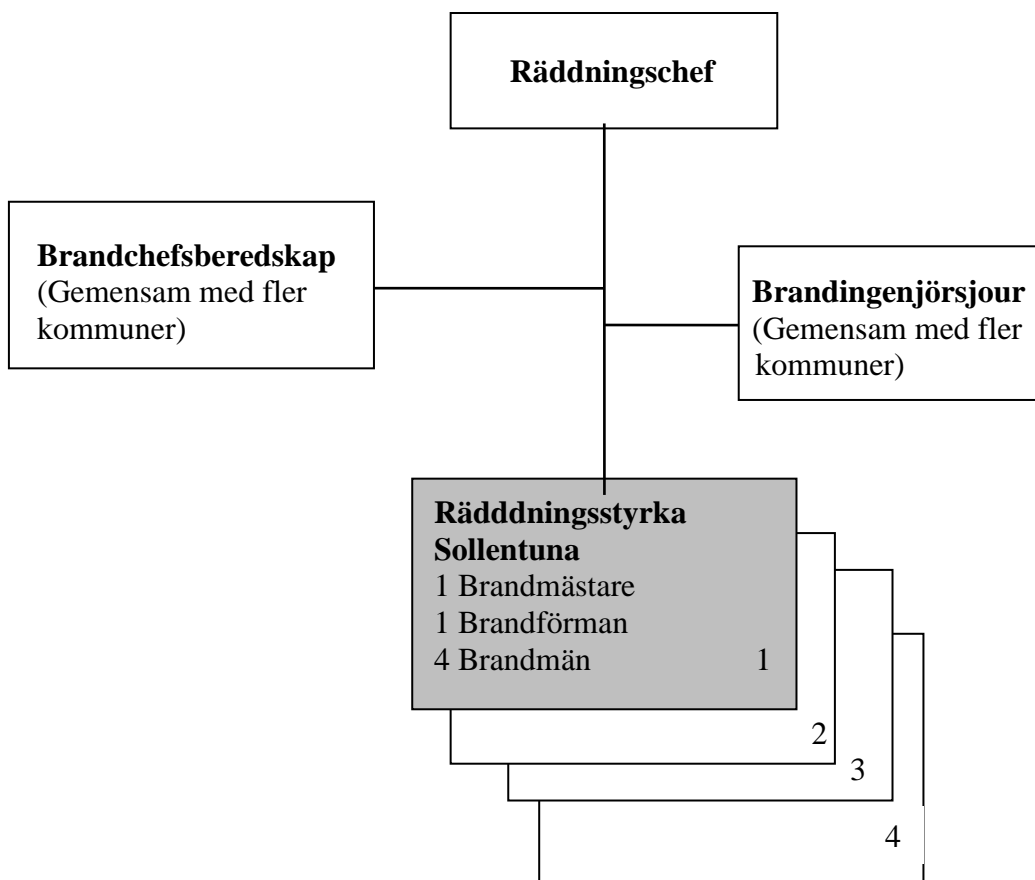 Räddningschef
Brandchefsberedskap
(Gemensam med fler
kommuner)
Brandingenjörsjour
(Gemensam med fler
kommuner)
Rädddningsstyrka
Sollentuna
1 Brandmästare
1 Brandförman
4 Brandmän 1
2
3
4